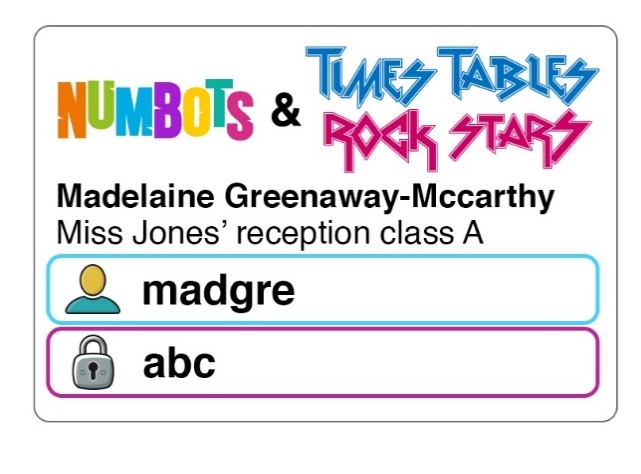 NUMBOTS & TIMES TABLES ROCK STARS
Madelaine Greenaway-Mccarthy
Miss Jones’ reception class A
madgre
abc